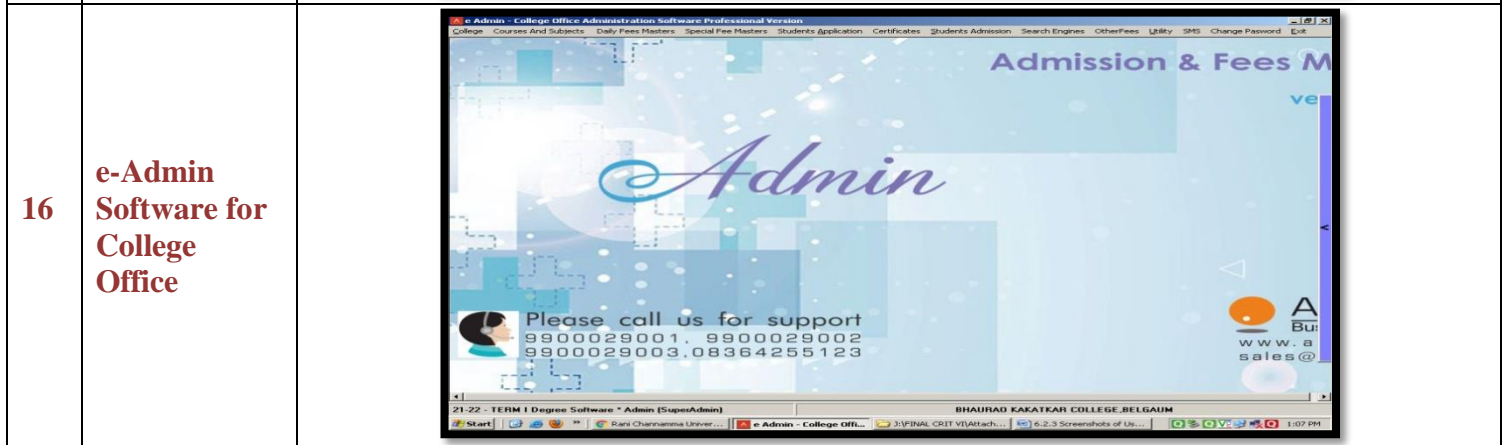 16
e-Admin
Software for
College
Office
e Admin - College Office Administration Software Professional Version
College Courses And Subjects Daily Fees Masters Special Fee Masters Students Application Certificates Students Admission Search Engines OtherFees Utility SMS Change Pasword Exit
Admission & Fees M
ve
eAdmin
Please call us for support
9900029001, 9900029002
9900029003,08364255123
A
Bu
www.a
sales@
21-22 - TERM I Degree Software * Admin (SuperAdmin) BHAURAO KAKATKAR COLLEGE,BELGAUM
Start Rani Channamma Univer... e Admin - College Offi... J:\FINAL CRIT VI\Attach... 6.2.3 Screenshots of Us... 1:07 PM